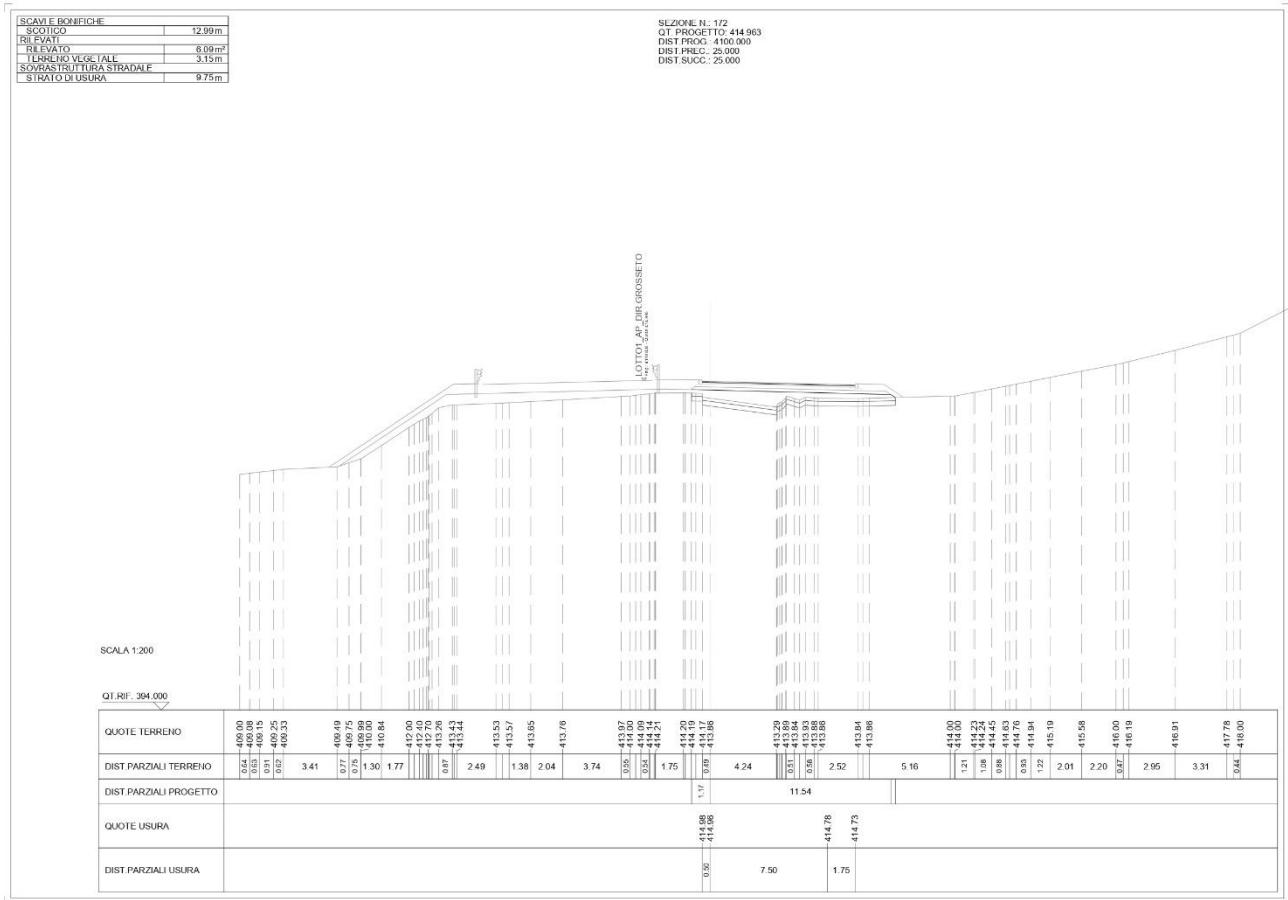 SCAVI E BONIFICHE
SCOTICO 12.99 m
RILEVATI
RILEVATO 6.09 m²
TERRENO VEGETALE 3.15 m
SOVRASTRUTTURA STRADALE
STRATO DI USURA 9.75 m
SEZIONE N.: 172
QT. PROGETTO: 414.963
DIST.PROG.: 4100.000
DIST.PREC.: 25.000
DIST.SUCC.: 25.000
LOTTO1_AP_DIR.GROSSETO
SCALA 1:200
QT.RIF. 394.000
QUOTE TERRENO 409.00 409.08 409.15 409.25 409.33 409.49 409.75 409.99 410.00 410.84 412.00 412.40 412.70 413.26 413.43 413.44 413.53 413.57 413.65 413.76 413.97 414.00 414.09 414.14 414.21 414.20 414.19 414.17 413.86 413.29 413.89 413.84 413.93 413.88 413.86 413.84 413.86 414.00 414.00 414.23 414.24 414.45 414.63 414.76 414.94 415.19 415.58 416.00 416.19 416.91 417.78 418.00
DIST.PARZIALI TERRENO 0.64 0.63 0.91 0.62 3.41 0.77 0.75 1.30 1.77 0.87 2.49 1.38 2.04 3.74 0.55 0.54 1.75 0.49 4.24 0.51 0.58 2.52 5.16 1.21 1.08 0.88 0.93 1.22 2.01 2.20 0.47 2.95 3.31 0.44
DIST.PARZIALI PROGETTO 1.17 11.54
QUOTE USURA 414.98 414.96 414.78 414.73
DIST.PARZIALI USURA 0.50 7.50 1.75